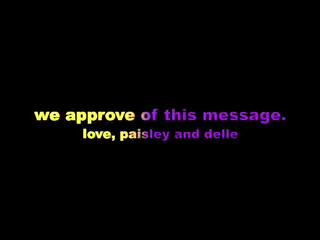 we approve of this message.
love, paisley and delle